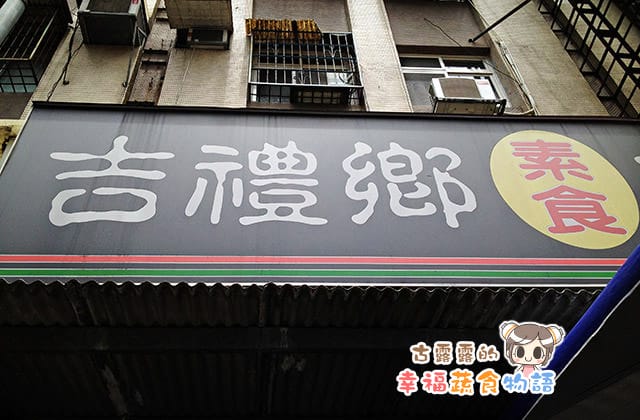 吉禮鄉
素食
古露露的
幸福蔬食物語